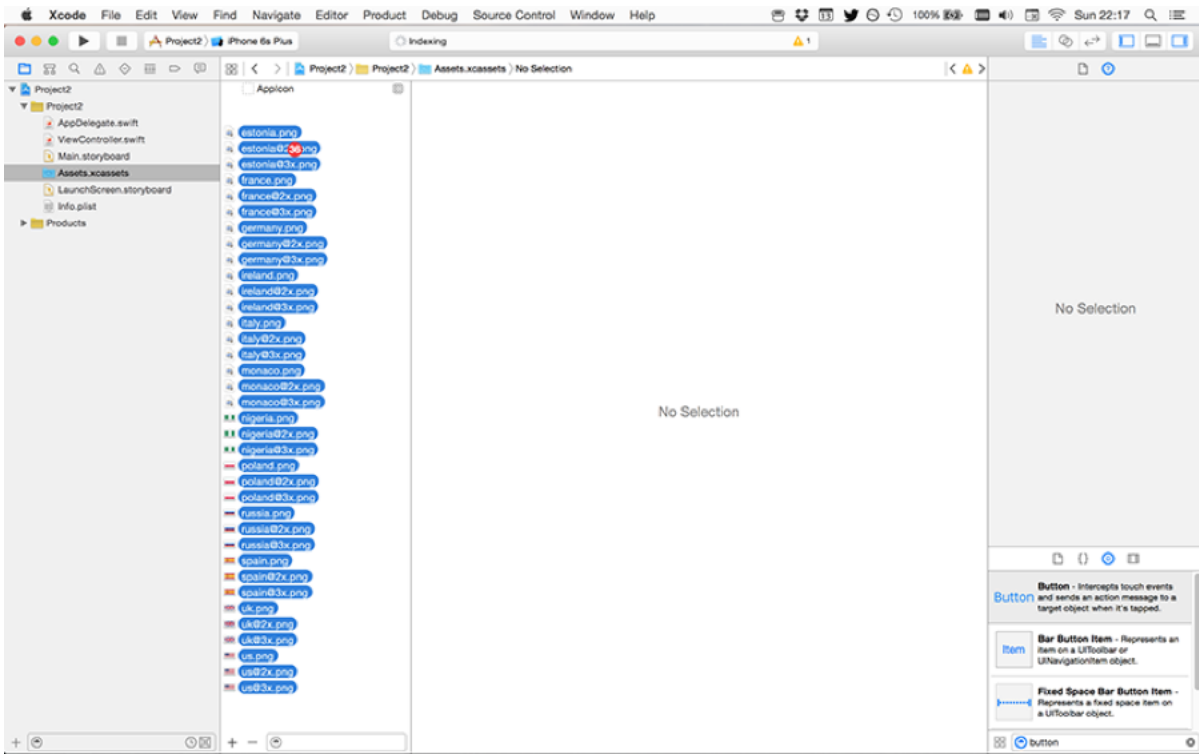 Xcode File Edit View Find Navigate Editor Product Debug Source Control Window Help 100% Sun 22:17
Project2 iPhone 6s Plus Indexing 1
Project2 Project2 Assets.xcassets No Selection
Project2
Project2
AppDelegate.swift
ViewController.swift
Main.storyboard
Assets.xcassets
LaunchScreen.storyboard
Info.plist
Products
AppIcon
estonia.png
estonia@2 36 png
estonia@3x.png
france.png
france@2x.png
france@3x.png
germany.png
germany@2x.png
germany@3x.png
ireland.png
ireland@2x.png
ireland@3x.png
italy.png
italy@2x.png
italy@3x.png
monaco.png
monaco@2x.png
monaco@3x.png
nigeria.png
nigeria@2x.png
nigeria@3x.png
poland.png
poland@2x.png
poland@3x.png
russia.png
russia@2x.png
russia@3x.png
spain.png
spain@2x.png
spain@3x.png
uk.png
uk@2x.png
uk@3x.png
us.png
us@2x.png
us@3x.png
No Selection
No Selection
Button
Button - Intercepts touch events
and sends an action message to a
target object when it's tapped.
Item
Bar Button Item - Represents an
item on a UIToolbar or
UINavigationItem object.
Fixed Space Bar Button Item -
Represents a fixed space item on
a UIToolbar object.
button